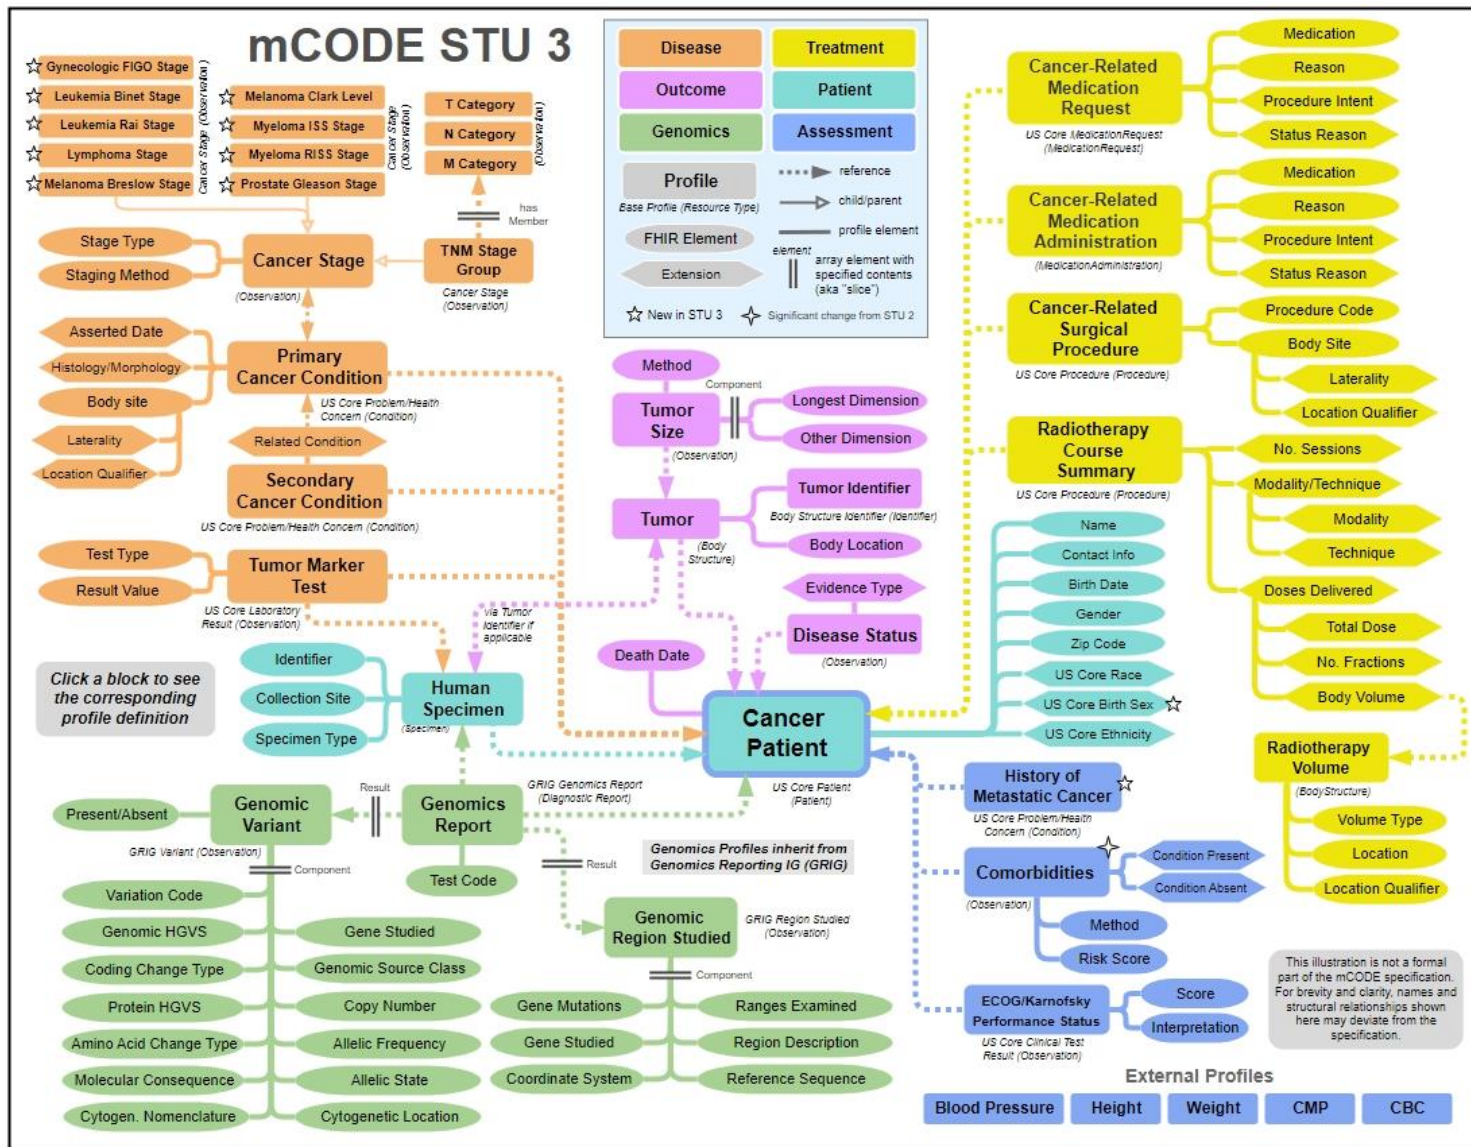 mCODE STU 3
Gynecologic FIGO Stage
Leukemia Binet Stage
Leukemia Rai Stage
Lymphoma Stage
Melanoma Breslow Stage
Cancer Stage (Observation)
Melanoma Clark Level
Myeloma ISS Stage
Myeloma RISS Stage
Prostate Gleason Stage
Cancer Stage
(Observation)
T Category
N Category
M Category
(Observation)
has
Member
Stage Type
Staging Method
Cancer Stage
(Observation)
TNM Stage
Group
Cancer Stage
(Observation)
Asserted Date
Histology/Morphology
Body site
Laterality
Location Qualifier
Primary
Cancer Condition
US Core Problem/Health
Concern (Condition)
Related Condition
Secondary
Cancer Condition
US Core Problem/Health Concern (Condition)
Test Type
Result Value
Tumor Marker
Test
US Core Laboratory
Result (Observation)
Disease
Treatment
Outcome
Patient
Genomics
Assessment
Profile
Base Profile (Resource Type)
FHIR Element
Extension
reference
child/parent
profile element
element
array element with
specified contents
(aka "slice")
New in STU 3
Significant change from STU 2
Method
Component
Tumor
Size
(Observation)
Longest Dimension
Other Dimension
Tumor
(Body
Structure)
Tumor Identifier
Body Structure Identifier (Identifier)
Body Location
via Tumor
Identifier if
applicable
Evidence Type
Disease Status
(Observation)
Death Date
Cancer
Patient
US Core Patient
(Patient)
Cancer-Related
Medication
Request
US Core MedicationRequest
(MedicationRequest)
Medication
Reason
Procedure Intent
Status Reason
Cancer-Related
Medication
Administration
(MedicationAdministration)
Medication
Reason
Procedure Intent
Status Reason
Cancer-Related
Surgical
Procedure
US Core Procedure (Procedure)
Procedure Code
Body Site
Laterality
Location Qualifier
Radiotherapy
Course
Summary
US Core Procedure (Procedure)
No. Sessions
Modality/Technique
Modality
Technique
Doses Delivered
Total Dose
No. Fractions
Body Volume
Radiotherapy
Volume
(BodyStructure)
Volume Type
Location
Location Qualifier
Name
Contact Info
Birth Date
Gender
Zip Code
US Core Race
US Core Birth Sex
US Core Ethnicity
Click a block to see
the corresponding
profile definition
Identifier
Collection Site
Specimen Type
Human
Specimen
(Specimen)
Present/Absent
Genomic
Variant
GRIG Variant (Observation)
Result
Genomics
Report
GRIG Genomics Report
(Diagnostic Report)
Test Code
Component
Variation Code
Genomic HGVS
Coding Change Type
Protein HGVS
Amino Acid Change Type
Molecular Consequence
Cytogen. Nomenclature
Gene Studied
Genomic Source Class
Copy Number
Allelic Frequency
Allelic State
Cytogenetic Location
Result
Genomics Profiles inherit from
Genomics Reporting IG (GRIG)
Genomic
Region Studied
GRIG Region Studied
(Observation)
Component
Gene Mutations
Gene Studied
Coordinate System
Ranges Examined
Region Description
Reference Sequence
History of
Metastatic Cancer
US Core Problem/Health
Concern (Condition)
Comorbidities
(Observation)
Condition Present
Condition Absent
Method
Risk Score
ECOG/Karnofsky
Performance Status
US Core Clinical Test
Result (Observation)
Score
Interpretation
This illustration is not a formal
part of the mCODE specification.
For brevity and clarity, names and
structural relationships shown
here may deviate from the
specification.
External Profiles
Blood Pressure
Height
Weight
CMP
CBC